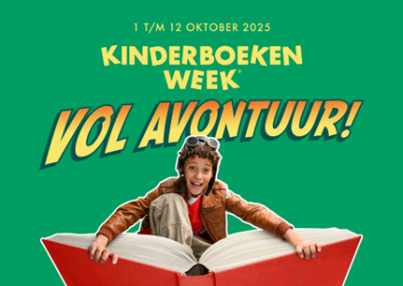 1 T/M 12 OKTOBER 2025
KINDERBOEKEN
WEEK
VOL AVONTUUR!